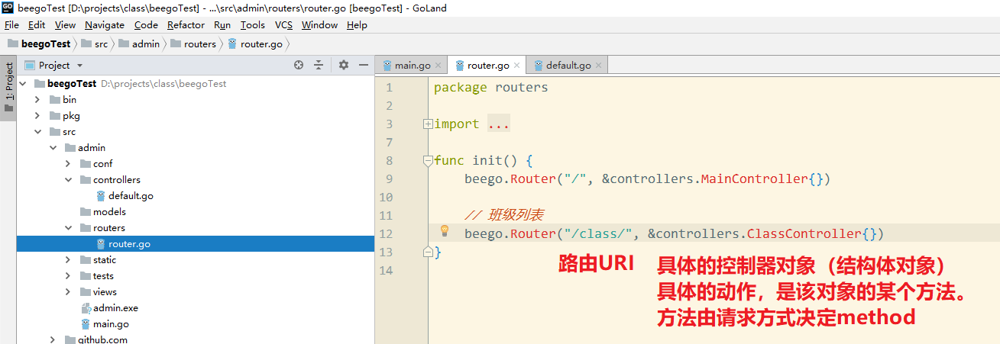 beegoTest [D:\projects\class\beegoTest] - ...\src\admin\routers\router.go [beegoTest] - GoLand
File Edit View Navigate Code Refactor Run Tools VCS Window Help
beegoTest src admin routers router.go
1: Project
Project
main.go router.go default.go
beegoTest D:\projects\class\beegoTest
bin
pkg
src
admin
conf
controllers
default.go
models
routers
router.go
static
tests
views
admin.exe
main.go
github.com
1 package routers
2
3 import ...
7
8 func init() {
9 beego.Router("/", &controllers.MainController{})
10
11 // 班级列表
12 beego.Router("/class/", &controllers.ClassController{})
13 }
14
路由URI
具体的控制器对象（结构体对象）
具体的动作，是该对象的某个方法。
方法由请求方式决定method